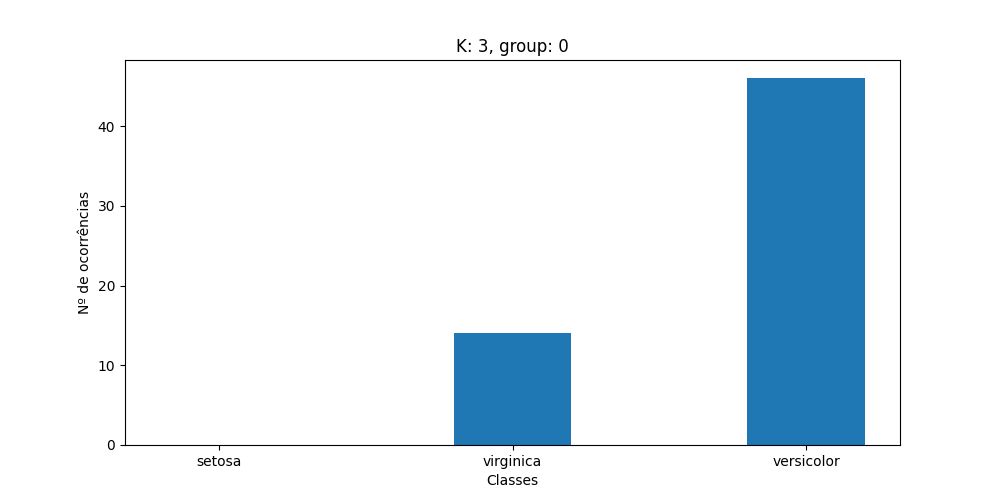 K: 3, group: 0
40
30
20
10
0
Nº de ocorrências
setosa virginica versicolor
Classes